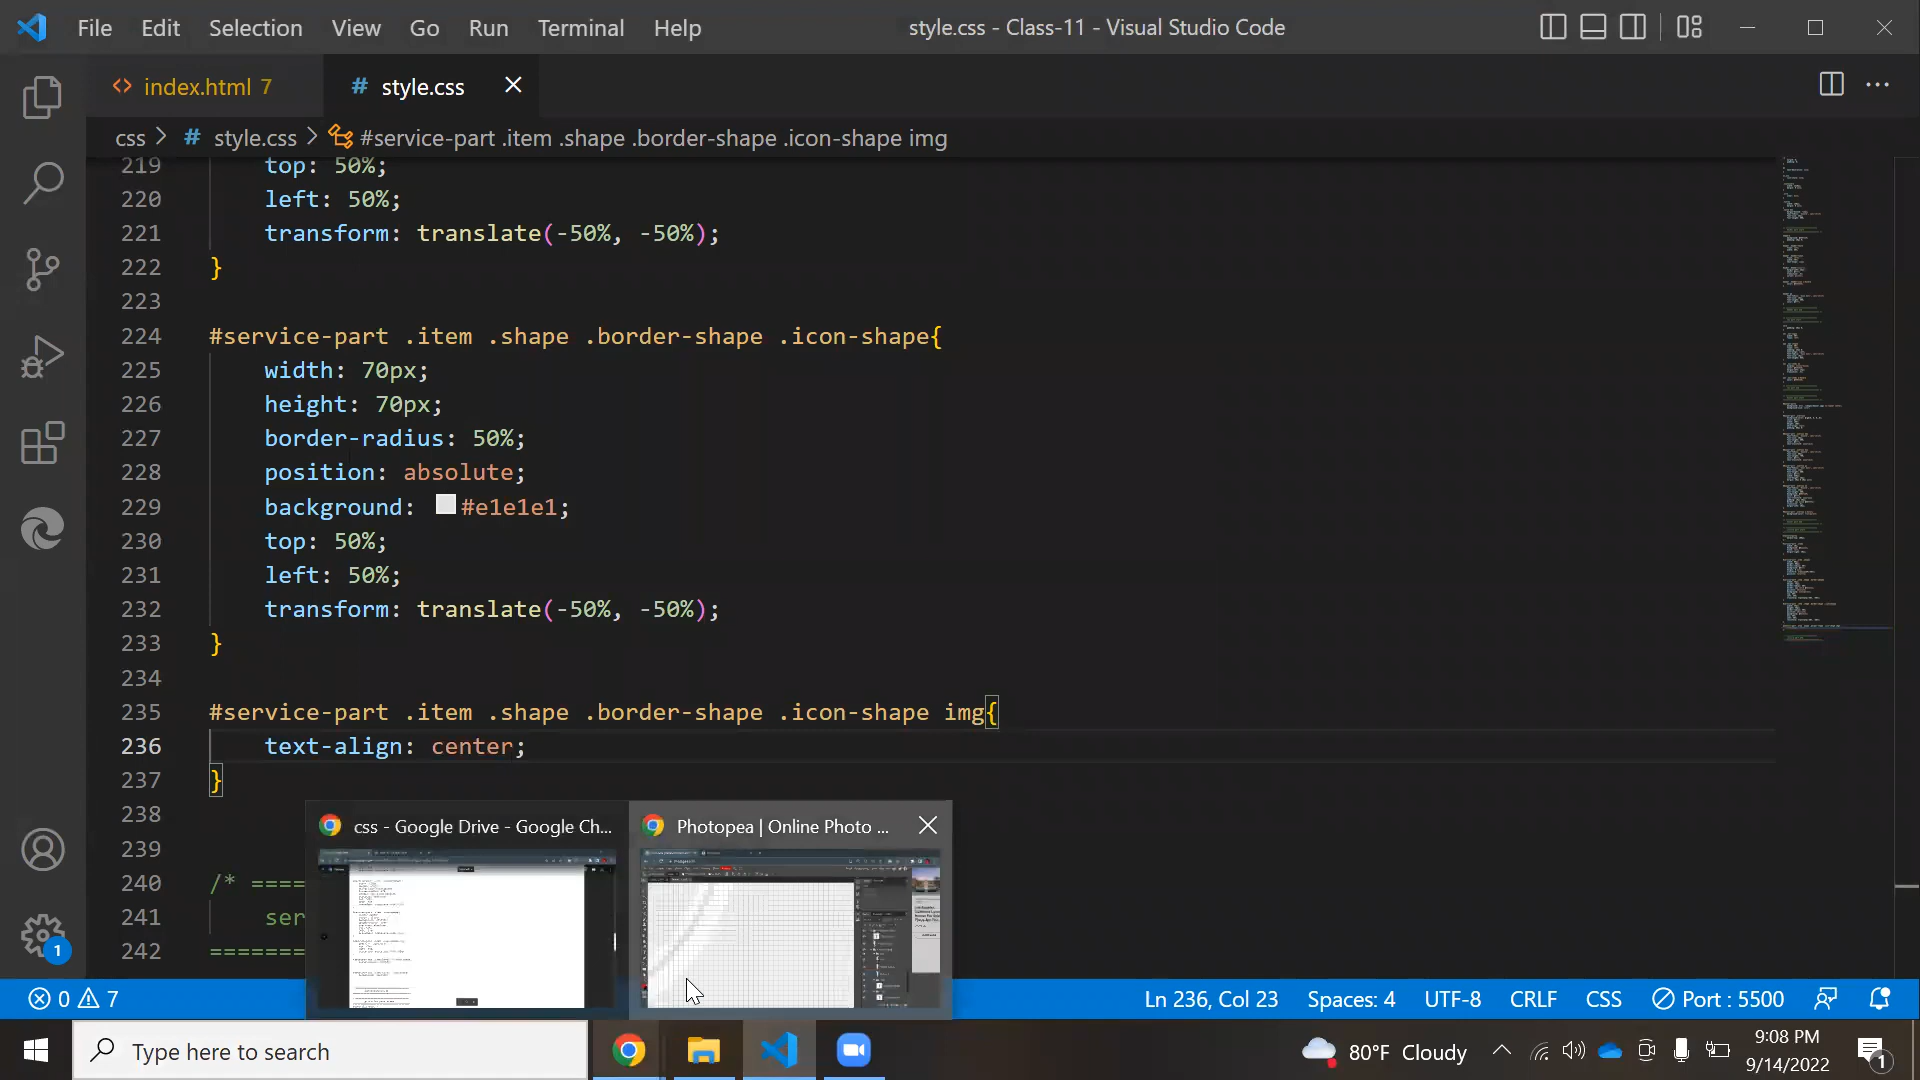 File Edit Selection View Go Run Terminal Help style.css - Class-11 - Visual Studio Code
index.html 7 # style.css
css # style.css #service-part .item .shape .border-shape .icon-shape img
219 top: 50%;
220 left: 50%;
221 transform: translate(-50%, -50%);
222 }
223
224 #service-part .item .shape .border-shape .icon-shape{
225 width: 70px;
226 height: 70px;
227 border-radius: 50%;
228 position: absolute;
229 background: #e1e1e1;
230 top: 50%;
231 left: 50%;
232 transform: translate(-50%, -50%);
233 }
234
235 #service-part .item .shape .border-shape .icon-shape img{
236 text-align: center;
237 }
238
239
240 /* ====
241 ser
242 =====
css - Google Drive - Google Ch... Photopea | Online Photo ...
1
0 7 Ln 236, Col 23 Spaces: 4 UTF-8 CRLF CSS Port : 5500
Type here to search 80°F Cloudy 9:08 PM
9/14/2022 1